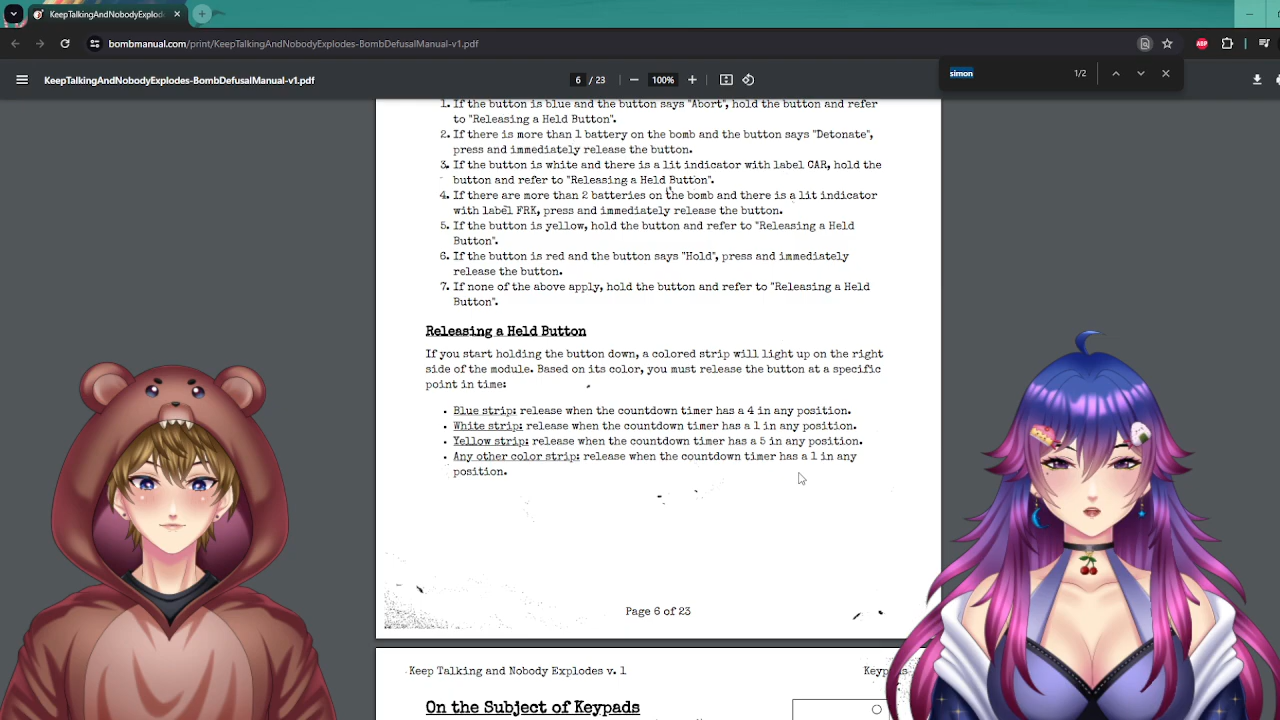 KeepTalkingAndNobodyExplod
bombmanual.com/print/KeepTalkingAndNobodyExplodes-BombDefusalManual-v1.pdf
ABP
simon
1/2
KeepTalkingAndNobodyExplodes-BombDefusalManual-v1.pdf
6 / 23
100%
1. If the button is blue and the button says "Abort", hold the button and refer
to "Releasing a Held Button".
2. If there is more than 1 battery on the bomb and the button says "Detonate",
press and immediately release the button.
3. If the button is white and there is a lit indicator with label CAR, hold the
button and refer to "Releasing a Held Button".
4. If there are more than 2 batteries on the bomb and there is a lit indicator
with label FRK, press and immediately release the button.
5. If the button is yellow, hold the button and refer to "Releasing a Held
Button".
6. If the button is red and the button says "Hold", press and immediately
release the button.
7. If none of the above apply, hold the button and refer to "Releasing a Held
Button".
Releasing a Held Button
If you start holding the button down, a colored strip will light up on the right
side of the module. Based on its color, you must release the button at a specific
point in time:
• Blue strip: release when the countdown timer has a 4 in any position.
• White strip: release when the countdown timer has a 1 in any position.
• Yellow strip: release when the countdown timer has a 5 in any position.
• Any other color strip: release when the countdown timer has a 1 in any
position.
Page 6 of 23
Keep Talking and Nobody Explodes v. 1
Keypads
On the Subject of Keypads